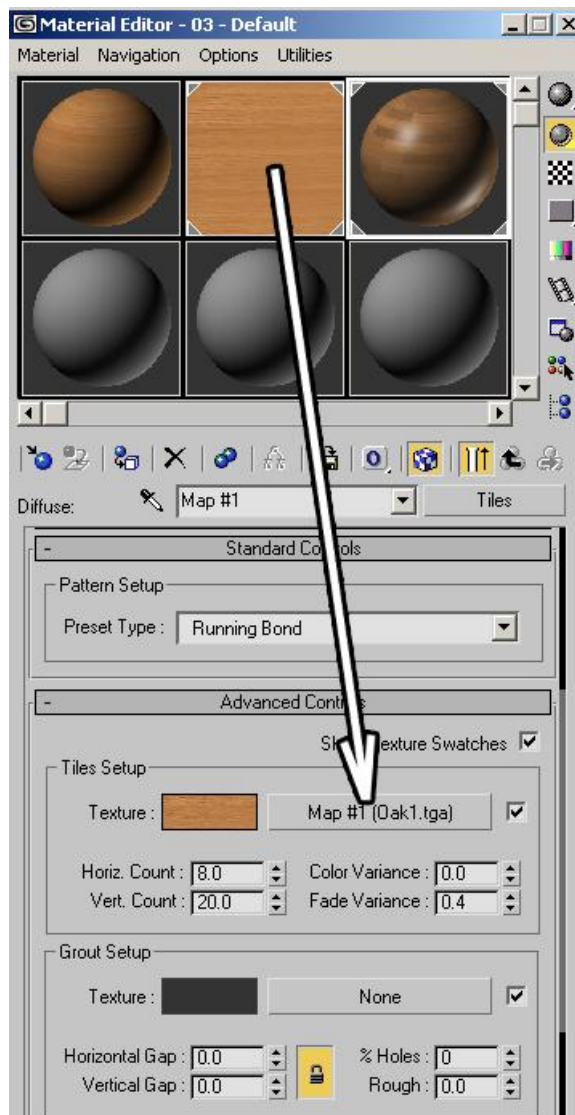 Material Editor - 03 - Default
Material Navigation Options Utilities
Diffuse: Map #1 Tiles
- Standard Controls
Pattern Setup
Preset Type : Running Bond
- Advanced Controls
Show Texture Swatches
Tiles Setup
Texture : Map #1 (Oak1.tga)
Horiz. Count : 8.0 Color Variance : 0.0
Vert. Count : 20.0 Fade Variance : 0.4
Grout Setup
Texture : None
Horizontal Gap : 0.0 % Holes : 0
Vertical Gap : 0.0 Rough : 0.0